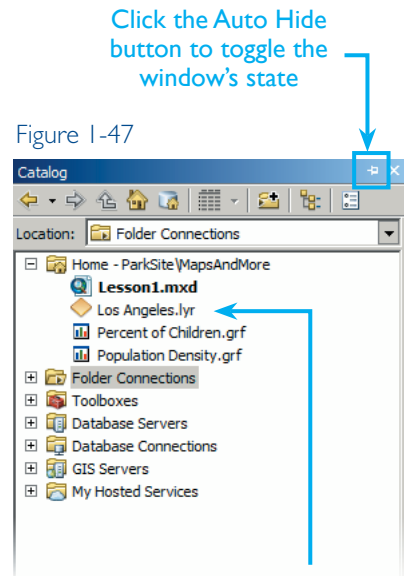 Click the Auto Hide
button to toggle the
window's state
Figure 1-47
Catalog
Location: Folder Connections
Home - ParkSite\MapsAndMore
Lesson1.mxd
Los Angeles.lyr
Percent of Children.grf
Population Density.grf
Folder Connections
Toolboxes
Database Servers
Database Connections
GIS Servers
My Hosted Services